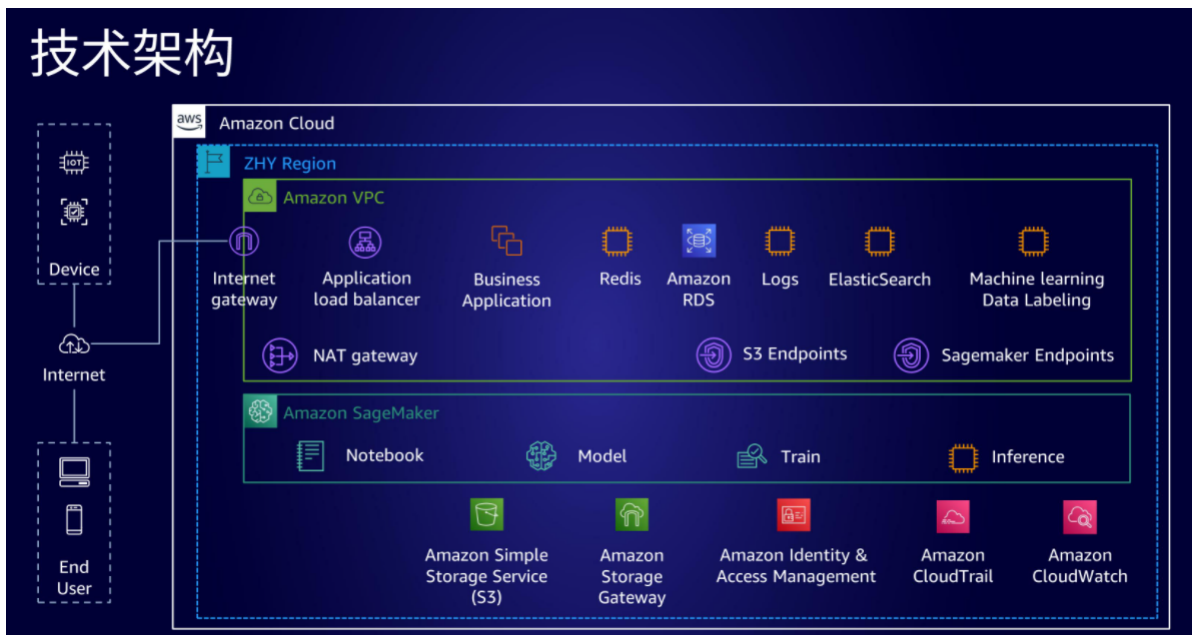 技术架构
aws
Amazon Cloud
ZHY Region
Amazon VPC
IOT
Device
Internet
End
User
Internet
gateway
Application
load balancer
Business
Application
Redis
Amazon
RDS
Logs
ElasticSearch
Machine learning
Data Labeling
NAT gateway
S3 Endpoints
Sagemaker Endpoints
Amazon SageMaker
Notebook
Model
Train
Inference
Amazon Simple
Storage Service
(S3)
Amazon
Storage
Gateway
Amazon Identity &
Access Management
Amazon
CloudTrail
Amazon
CloudWatch